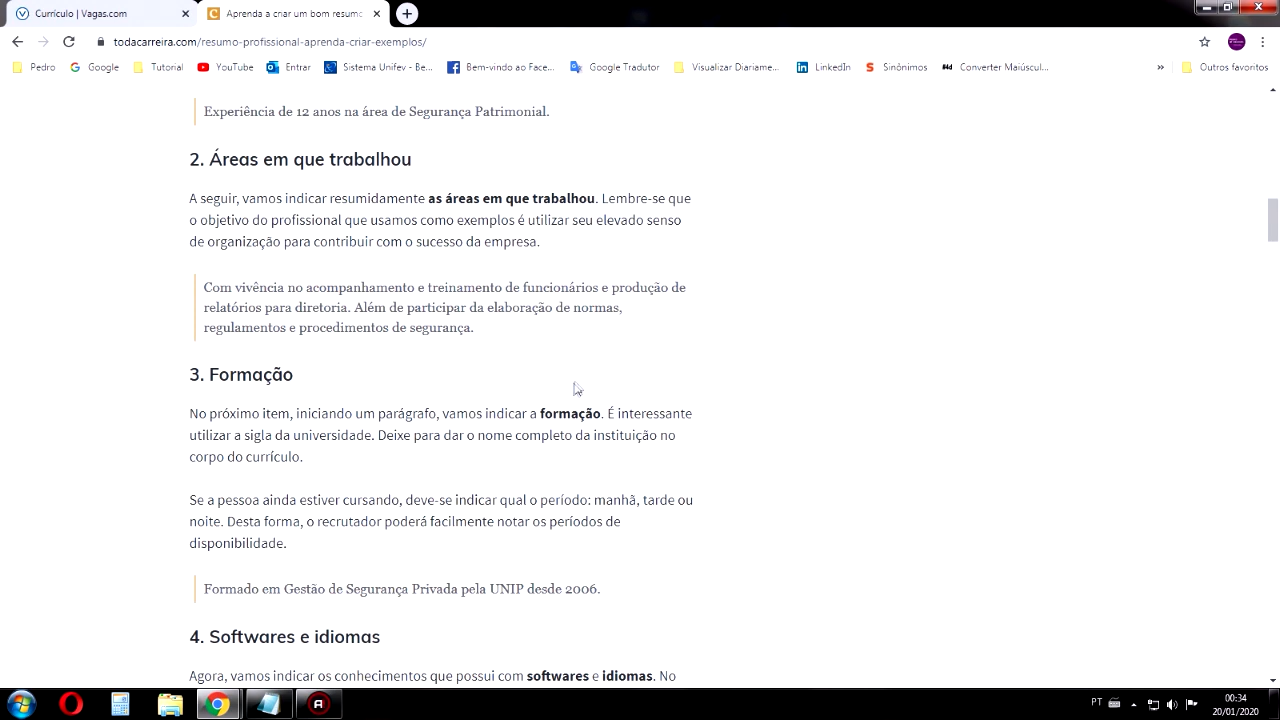 Currículo | Vagas.com
Aprenda a criar um bom resumo
todacarreira.com/resumo-profissional-aprenda-criar-exemplos/
Pedro Google Tutorial YouTube Entrar Sistema Unifev - Be... Bem-vindo ao Face... Google Tradutor Visualizar Diariame... LinkedIn Sinônimos Converter Maiúscul... » Outros favoritos
Experiência de 12 anos na área de Segurança Patrimonial.
2. Áreas em que trabalhou
A seguir, vamos indicar resumidamente as áreas em que trabalhou. Lembre-se que
o objetivo do profissional que usamos como exemplos é utilizar seu elevado senso
de organização para contribuir com o sucesso da empresa.
Com vivência no acompanhamento e treinamento de funcionários e produção de
relatórios para diretoria. Além de participar da elaboração de normas,
regulamentos e procedimentos de segurança.
3. Formação
No próximo item, iniciando um parágrafo, vamos indicar a formação. É interessante
utilizar a sigla da universidade. Deixe para dar o nome completo da instituição no
corpo do currículo.
Se a pessoa ainda estiver cursando, deve-se indicar qual o período: manhã, tarde ou
noite. Desta forma, o recrutador poderá facilmente notar os períodos de
disponibilidade.
Formado em Gestão de Segurança Privada pela UNIP desde 2006.
4. Softwares e idiomas
Agora, vamos indicar os conhecimentos que possui com softwares e idiomas. No
PT
00:34
20/01/2020